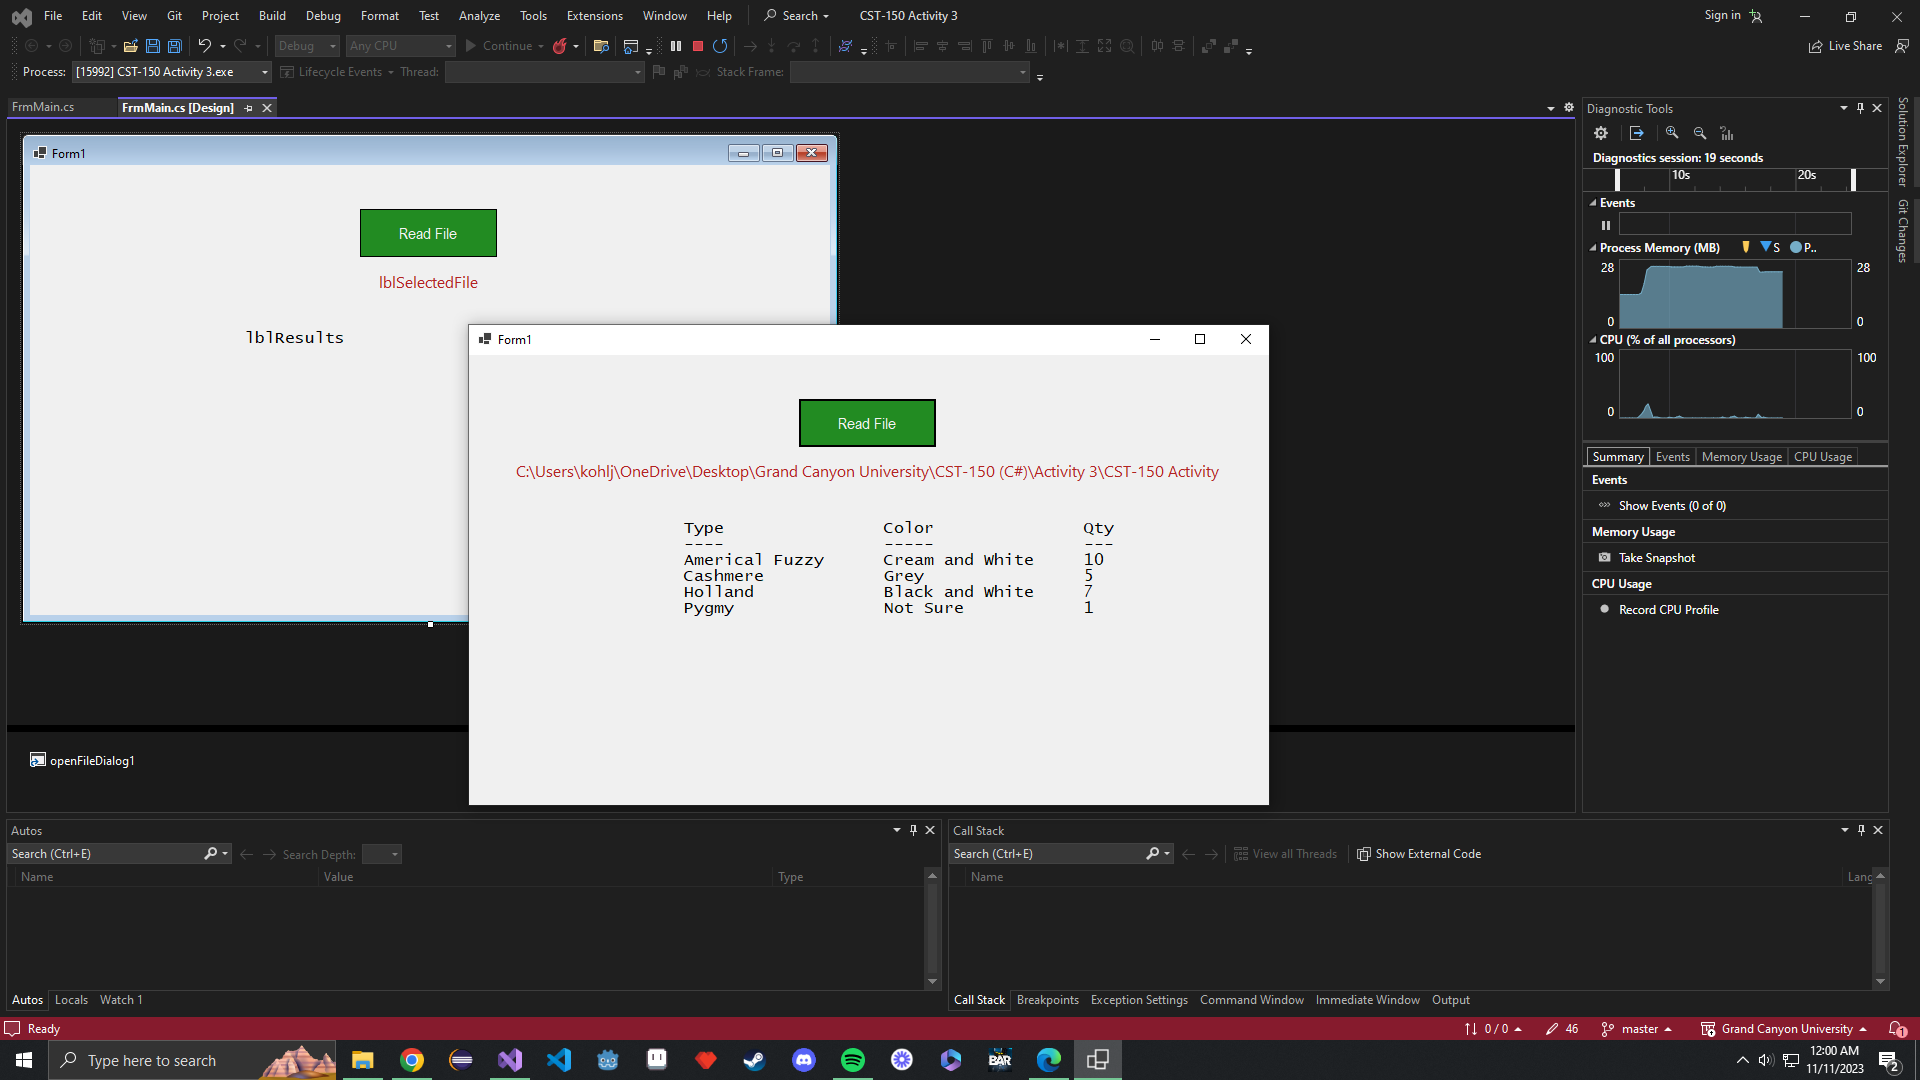 File Edit View Git Project Build Debug Format Test Analyze Tools Extensions Window Help Search CST-150 Activity 3 Sign in
Debug Any CPU Continue Live Share
Process: [15992] CST-150 Activity 3.exe Lifecycle Events Thread: Stack Frame:
FrmMain.cs FrmMain.cs [Design]
Form1
Read File
lblSelectedFile
lblResults
openFileDialog1
Form1
Read File
C:\Users\kohlj\OneDrive\Desktop\Grand Canyon University\CST-150 (C#)\Activity 3\CST-150 Activity
Type Color Qty
---- ----- ---
Americal Fuzzy Cream and White 10
Cashmere Grey 5
Holland Black and White 7
Pygmy Not Sure 1
Diagnostic Tools
Diagnostics session: 19 seconds
10s 20s
Events
Process Memory (MB) S P..
28 28
0 0
CPU (% of all processors)
100 100
0 0
Summary Events Memory Usage CPU Usage
Events
Show Events (0 of 0)
Memory Usage
Take Snapshot
CPU Usage
Record CPU Profile
Solution Explorer
Git Changes
Autos
Search (Ctrl+E) Search Depth:
Name Value Type
Autos Locals Watch 1
Call Stack
Search (Ctrl+E) View all Threads Show External Code
Name Lang
Call Stack Breakpoints Exception Settings Command Window Immediate Window Output
Ready 0 / 0 46 master Grand Canyon University 1
Type here to search BAR 12:00 AM
11/11/2023 2